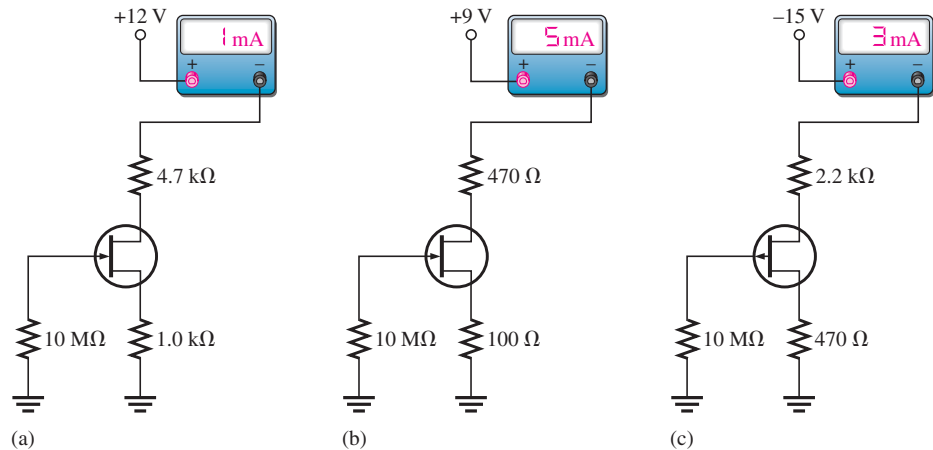 +12 V
1 mA
+ −
4.7 kΩ
10 MΩ
1.0 kΩ
(a)
+9 V
5 mA
+ −
470 Ω
10 MΩ
100 Ω
(b)
–15 V
3 mA
+ −
2.2 kΩ
10 MΩ
470 Ω
(c)